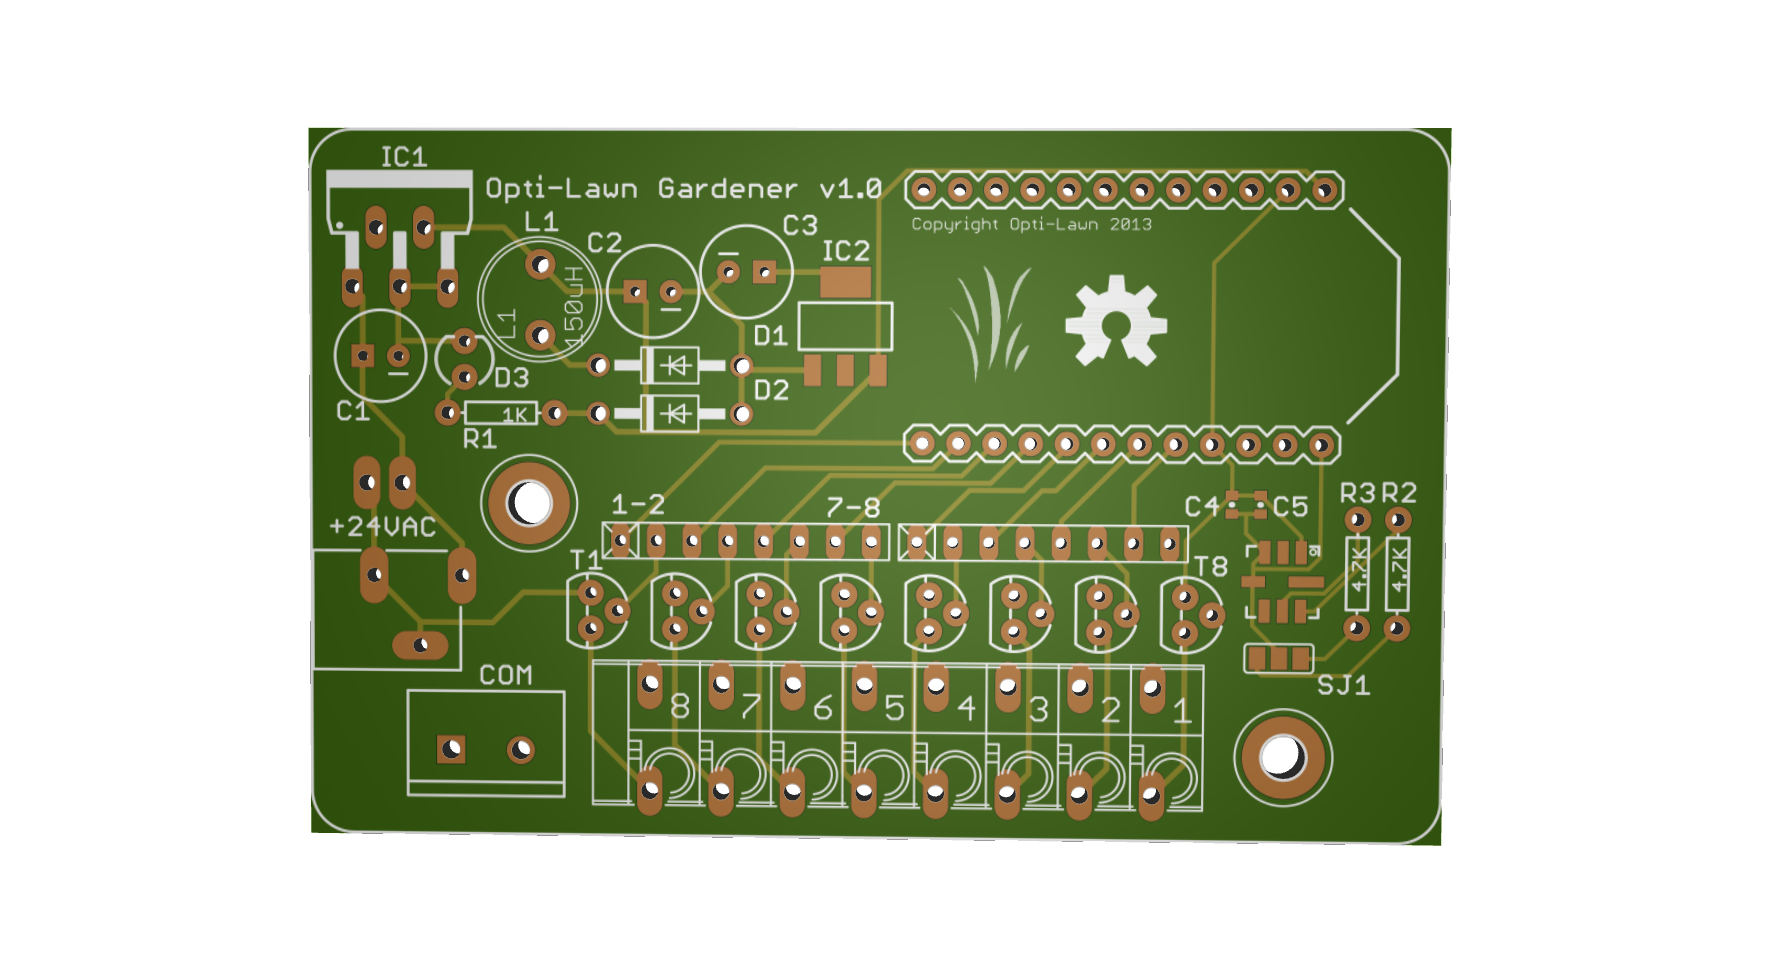 IC1
Opti-Lawn Gardener v1.0
L1
C2
C3
IC2
Copyright Opti-Lawn 2013
L1
150uH
D1
D2
D3
C1
1K
R1
1-2
7-8
C4
C5
R3
R2
+24VAC
T1
T8
4.7K
4.7K
COM
SJ1
8
7
6
5
4
3
2
1